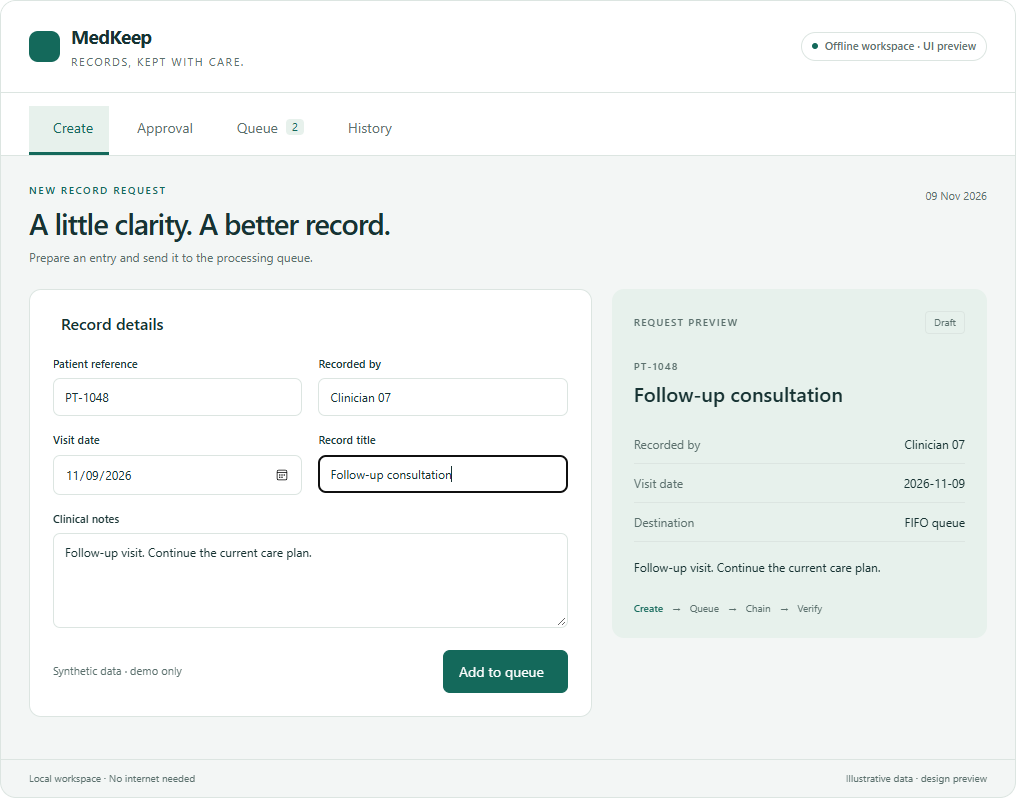 MedKeep
RECORDS, KEPT WITH CARE.
Offline workspace · UI preview
Create
Approval
Queue 2
History
NEW RECORD REQUEST
09 Nov 2026
A little clarity. A better record.
Prepare an entry and send it to the processing queue.
Record details
Patient reference
PT-1048
Recorded by
Clinician 07
Visit date
11/09/2026
Record title
Follow-up consultation
Clinical notes
Follow-up visit. Continue the current care plan.
Synthetic data · demo only
Add to queue
REQUEST PREVIEW
Draft
PT-1048
Follow-up consultation
Recorded by Clinician 07
Visit date 2026-11-09
Destination FIFO queue
Follow-up visit. Continue the current care plan.
Create → Queue → Chain → Verify
Local workspace · No internet needed
Illustrative data · design preview